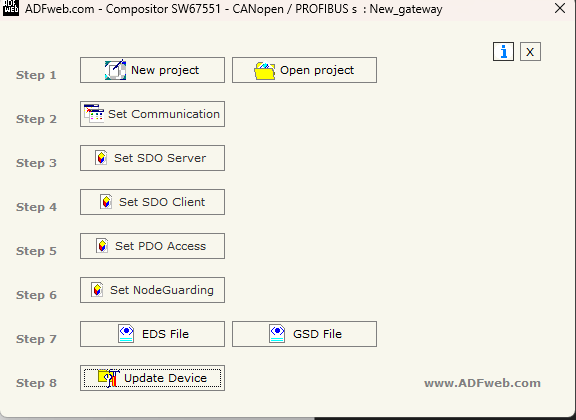 ADF WEB ADFweb.com - Compositor SW67551 - CANopen / PROFIBUS s : New_gateway
i X
Step 1 New project Open project
Step 2 Set Communication
Step 3 Set SDO Server
Step 4 Set SDO Client
Step 5 Set PDO Access
Step 6 Set NodeGuarding
Step 7 EDS File GSD File
Step 8 Update Device www.ADFweb.com